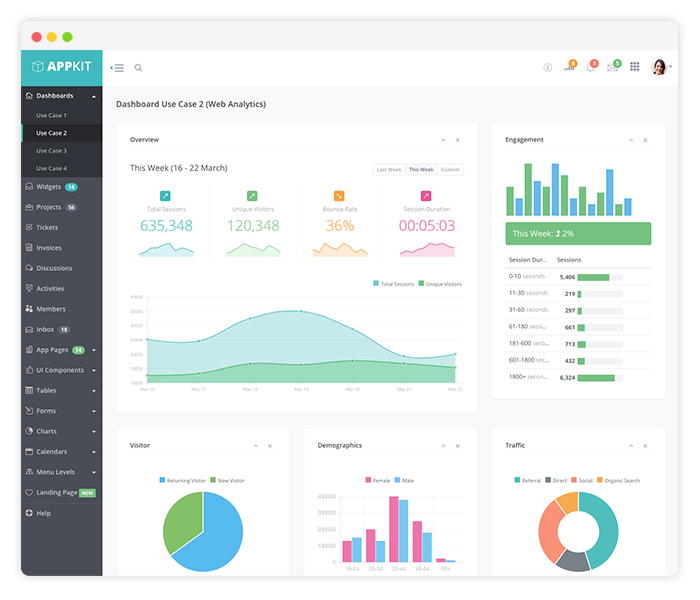 APPKIT
4
3
5
Dashboards
Use Case 1
Use Case 2
Use Case 3
Use Case 4
Widgets 14
Projects 56
Tickets
Invoices
Discussions
Activities
Members
Inbox 18
App Pages 14
UI Components
Tables
Forms
Charts
Calendars
Menu Levels
Landing Page NEW
Help
Dashboard Use Case 2 (Web Analytics)
Overview
This Week (16 - 22 March)
Last Week This Week Custom
Total Sessions
635,348
Unique Visitors
120,348
Bounce Rate
36%
Session Duration
00:05:03
Total Sessions Unique Visitors
40000
35000
30000
25000
20000
15000
10000
Mar 16 Mar 17 Mar 18 Mar 19 Mar 20 Mar 21 Mar 22
Engagement
This Week: 2%
Session Dur... Sessions
0-10 seconds 5,406
11-30 seconds 219
31-60 seconds 297
61-180 seco... 661
181-600 seco... 713
601-1800 sec... 432
1800+ secon... 6,324
Visitor
Returning Visitor New Visitor
Demographics
Female Male
400000
300000
200000
100000
0
18-24 25-34 35-44 45-54 65+
Traffic
Referral Direct Social Organic Search